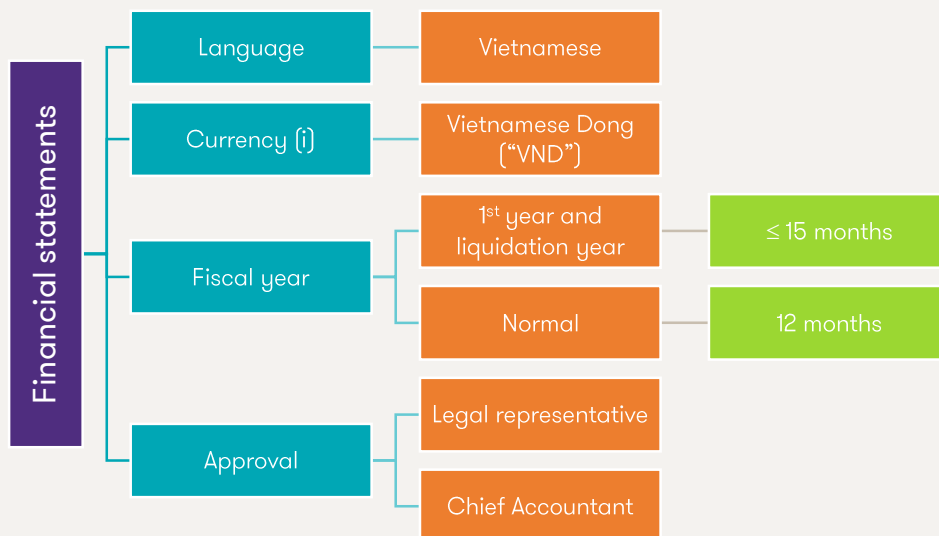 Financial statements
Language
Vietnamese
Currency (i)
Vietnamese Dong
(“VND”)
Fiscal year
1st year and
liquidation year
≤ 15 months
Normal
12 months
Approval
Legal representative
Chief Accountant